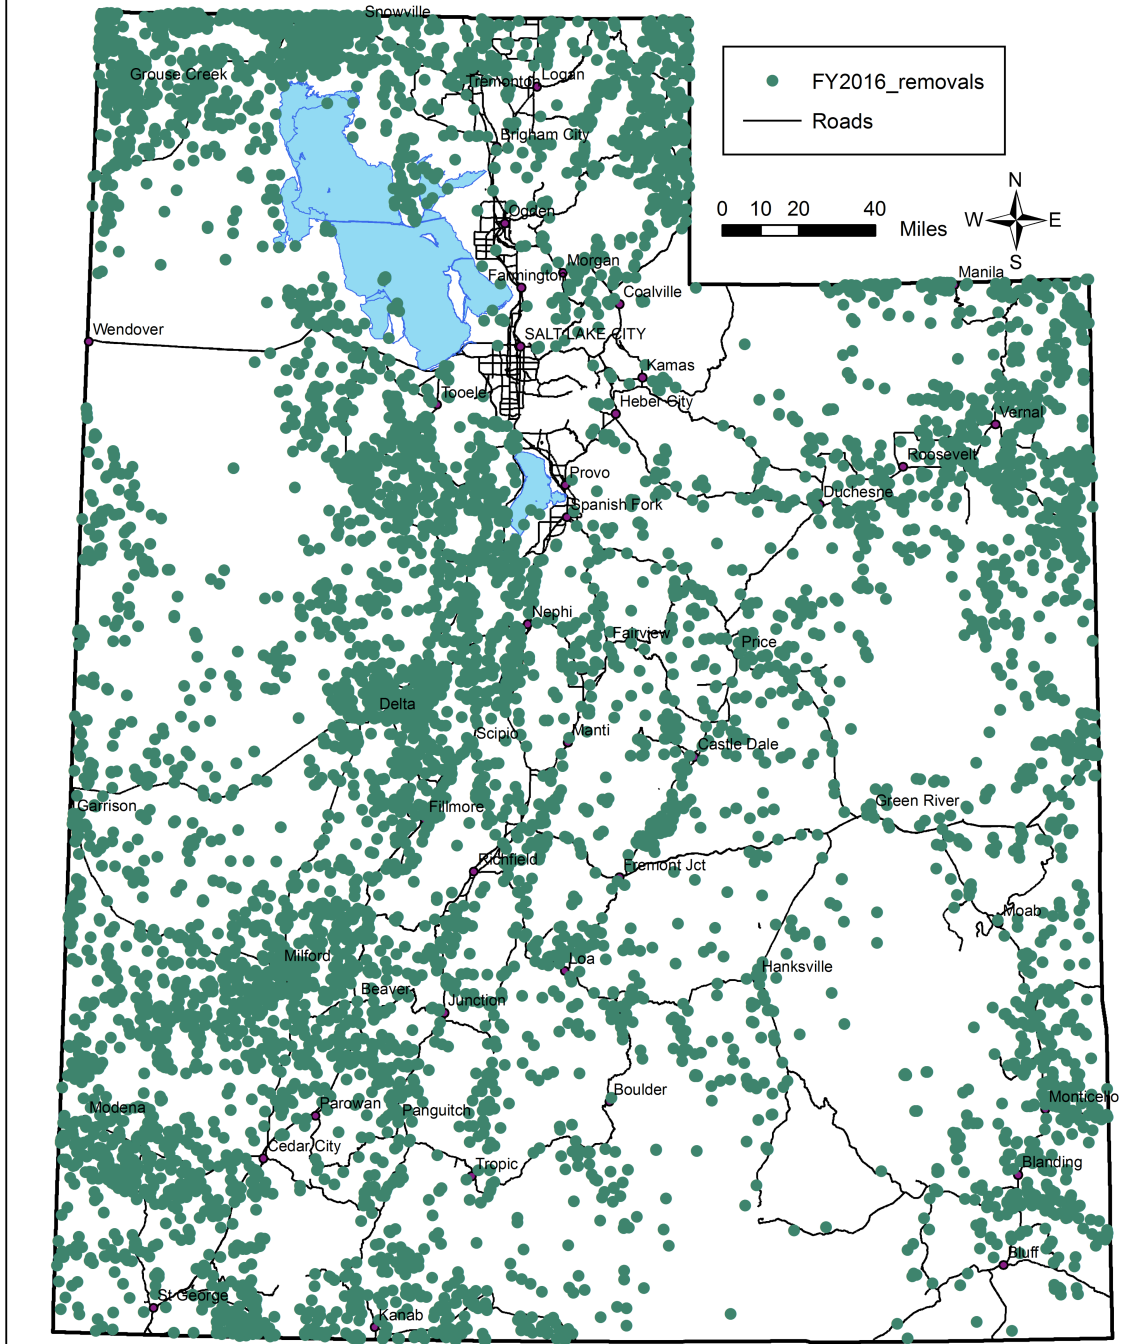 Snowville
Grouse Creek
Tremonton
Logan
FY2016_removals
Roads
Brigham City
N
0 10 20 40
Miles
W
E
S
Ogden
Morgan
Farmington
Manila
Coalville
Wendover
SALT LAKE CITY
Kamas
Tooele
Heber City
Vernal
Roosevelt
Provo
Duchesne
Spanish Fork
Nephi
Fairview
Price
Delta
Scipio
Manti
Castle Dale
Garrison
Fillmore
Green River
Richfield
Fremont Jct
Moab
Milford
Loa
Hanksville
Beaver
Junction
Boulder
Modena
Parowan
Panguitch
Monticello
Cedar City
Tropic
Blanding
Bluff
St George
Kanab